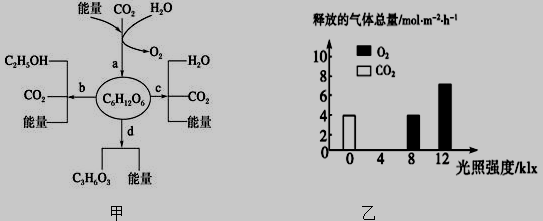 能量 CO₂ H₂O
O₂
a
C₂H₅OH
CO₂
能量
b
C₆H₁₂O₆
c
H₂O
CO₂
能量
d
C₃H₆O₃ 能量
甲
释放的气体总量/mol·m⁻²·h⁻¹
10
8
6
4
2
0 4 8 12
O₂
CO₂
光照强度/klx
乙